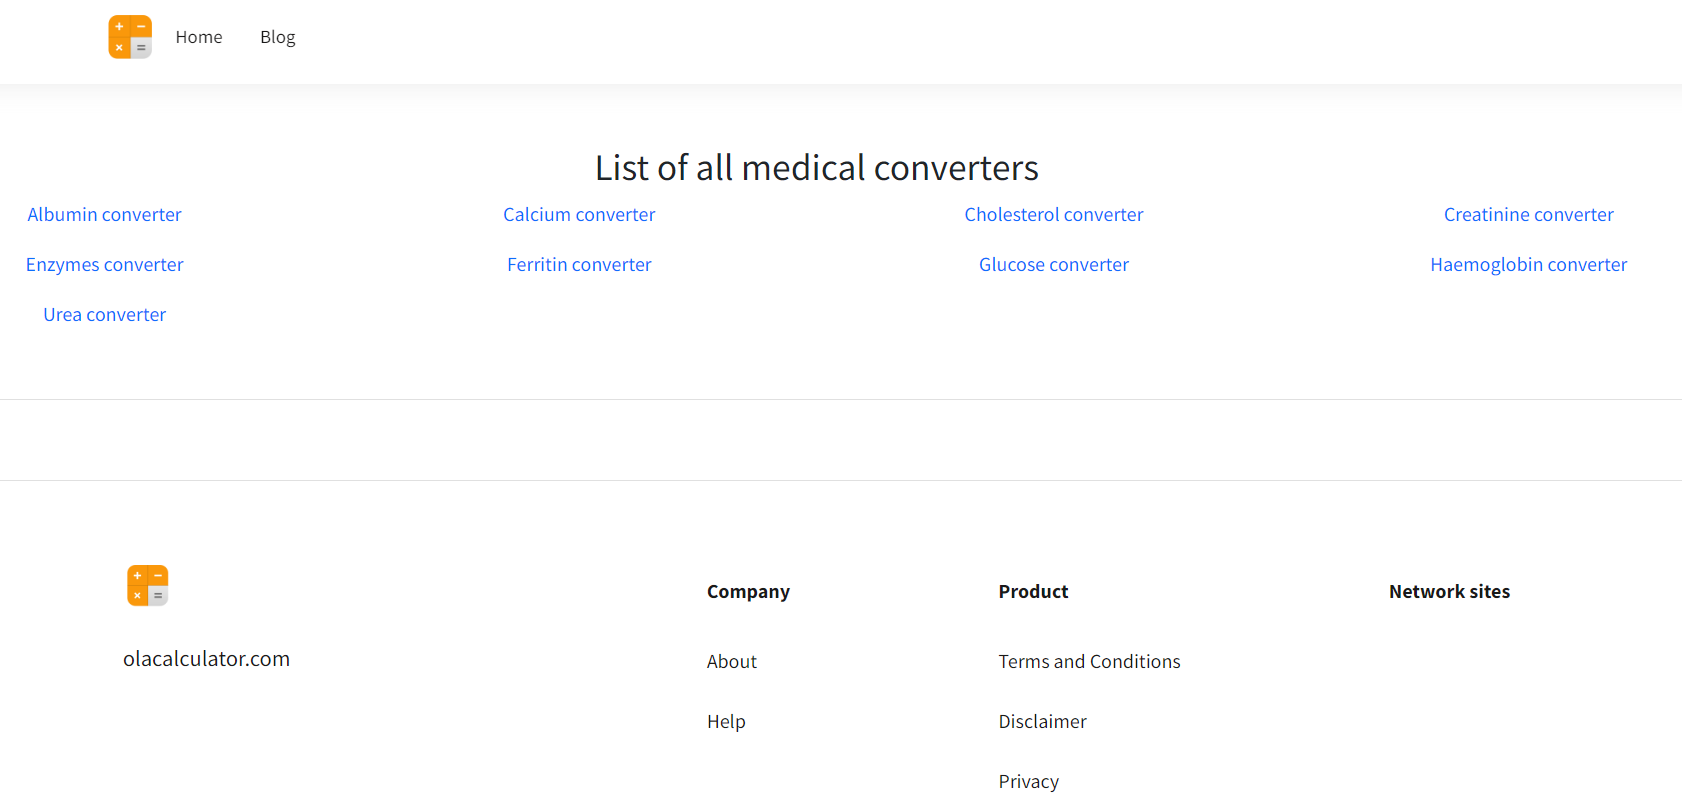 Home Blog
List of all medical converters
Albumin converter Calcium converter Cholesterol converter Creatinine converter
Enzymes converter Ferritin converter Glucose converter Haemoglobin converter
Urea converter
Company Product Network sites
olacalculator.com About Terms and Conditions
Help Disclaimer
Privacy